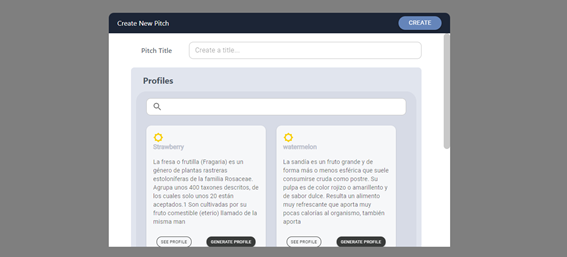 Create New Pitch
CREATE
Pitch Title
Create a title...
Profiles
Strawberry
La fresa o frutilla (Fragaria) es un
género de plantas rastreras
estoloníferas de la familia Rosaceae.
Agrupa unos 400 taxones descritos, de
los cuales solo unos 20 están
aceptados.1 Son cultivadas por su
fruto comestible (eterio) llamado de la
misma man
SEE PROFILE
GENERATE PROFILE
watermelon
La sandía es un fruto grande y de
forma más o menos esférica que suele
consumirse cruda como postre. Su
pulpa es de color rojizo o amarillento y
de sabor dulce. Resulta un alimento
muy refrescante que aporta muy
pocas calorías al organismo, también
aporta
SEE PROFILE
GENERATE PROFILE